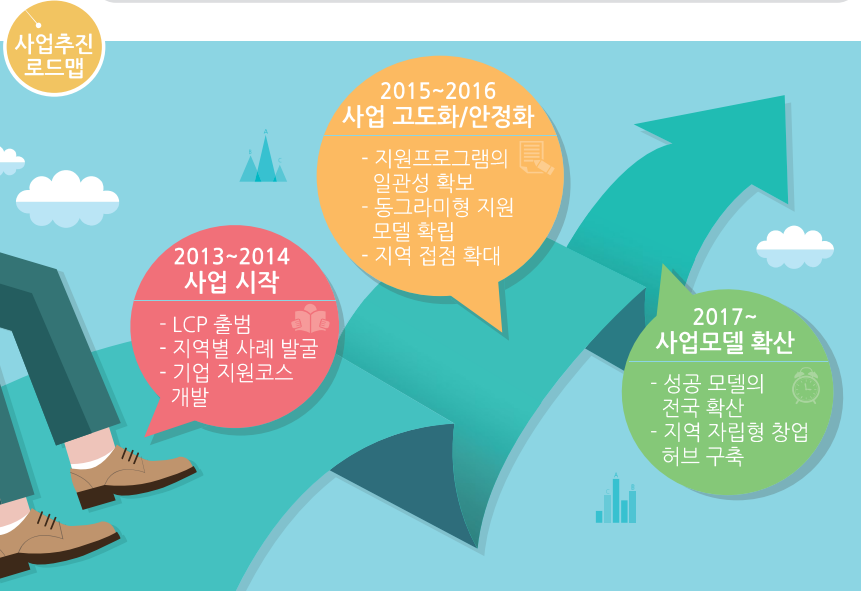 사업추진
로드맵
2015~2016
사업 고도화/안정화
- 지원프로그램의
일관성 확보
- 동그라미형 지원
모델 확립
- 지역 접점 확대
2013~2014
사업 시작
- LCP 출범
- 지역별 사례 발굴
- 기업 지원코스
개발
2017~
사업모델 확산
- 성공 모델의
전국 확산
- 지역 자립형 창업
허브 구축